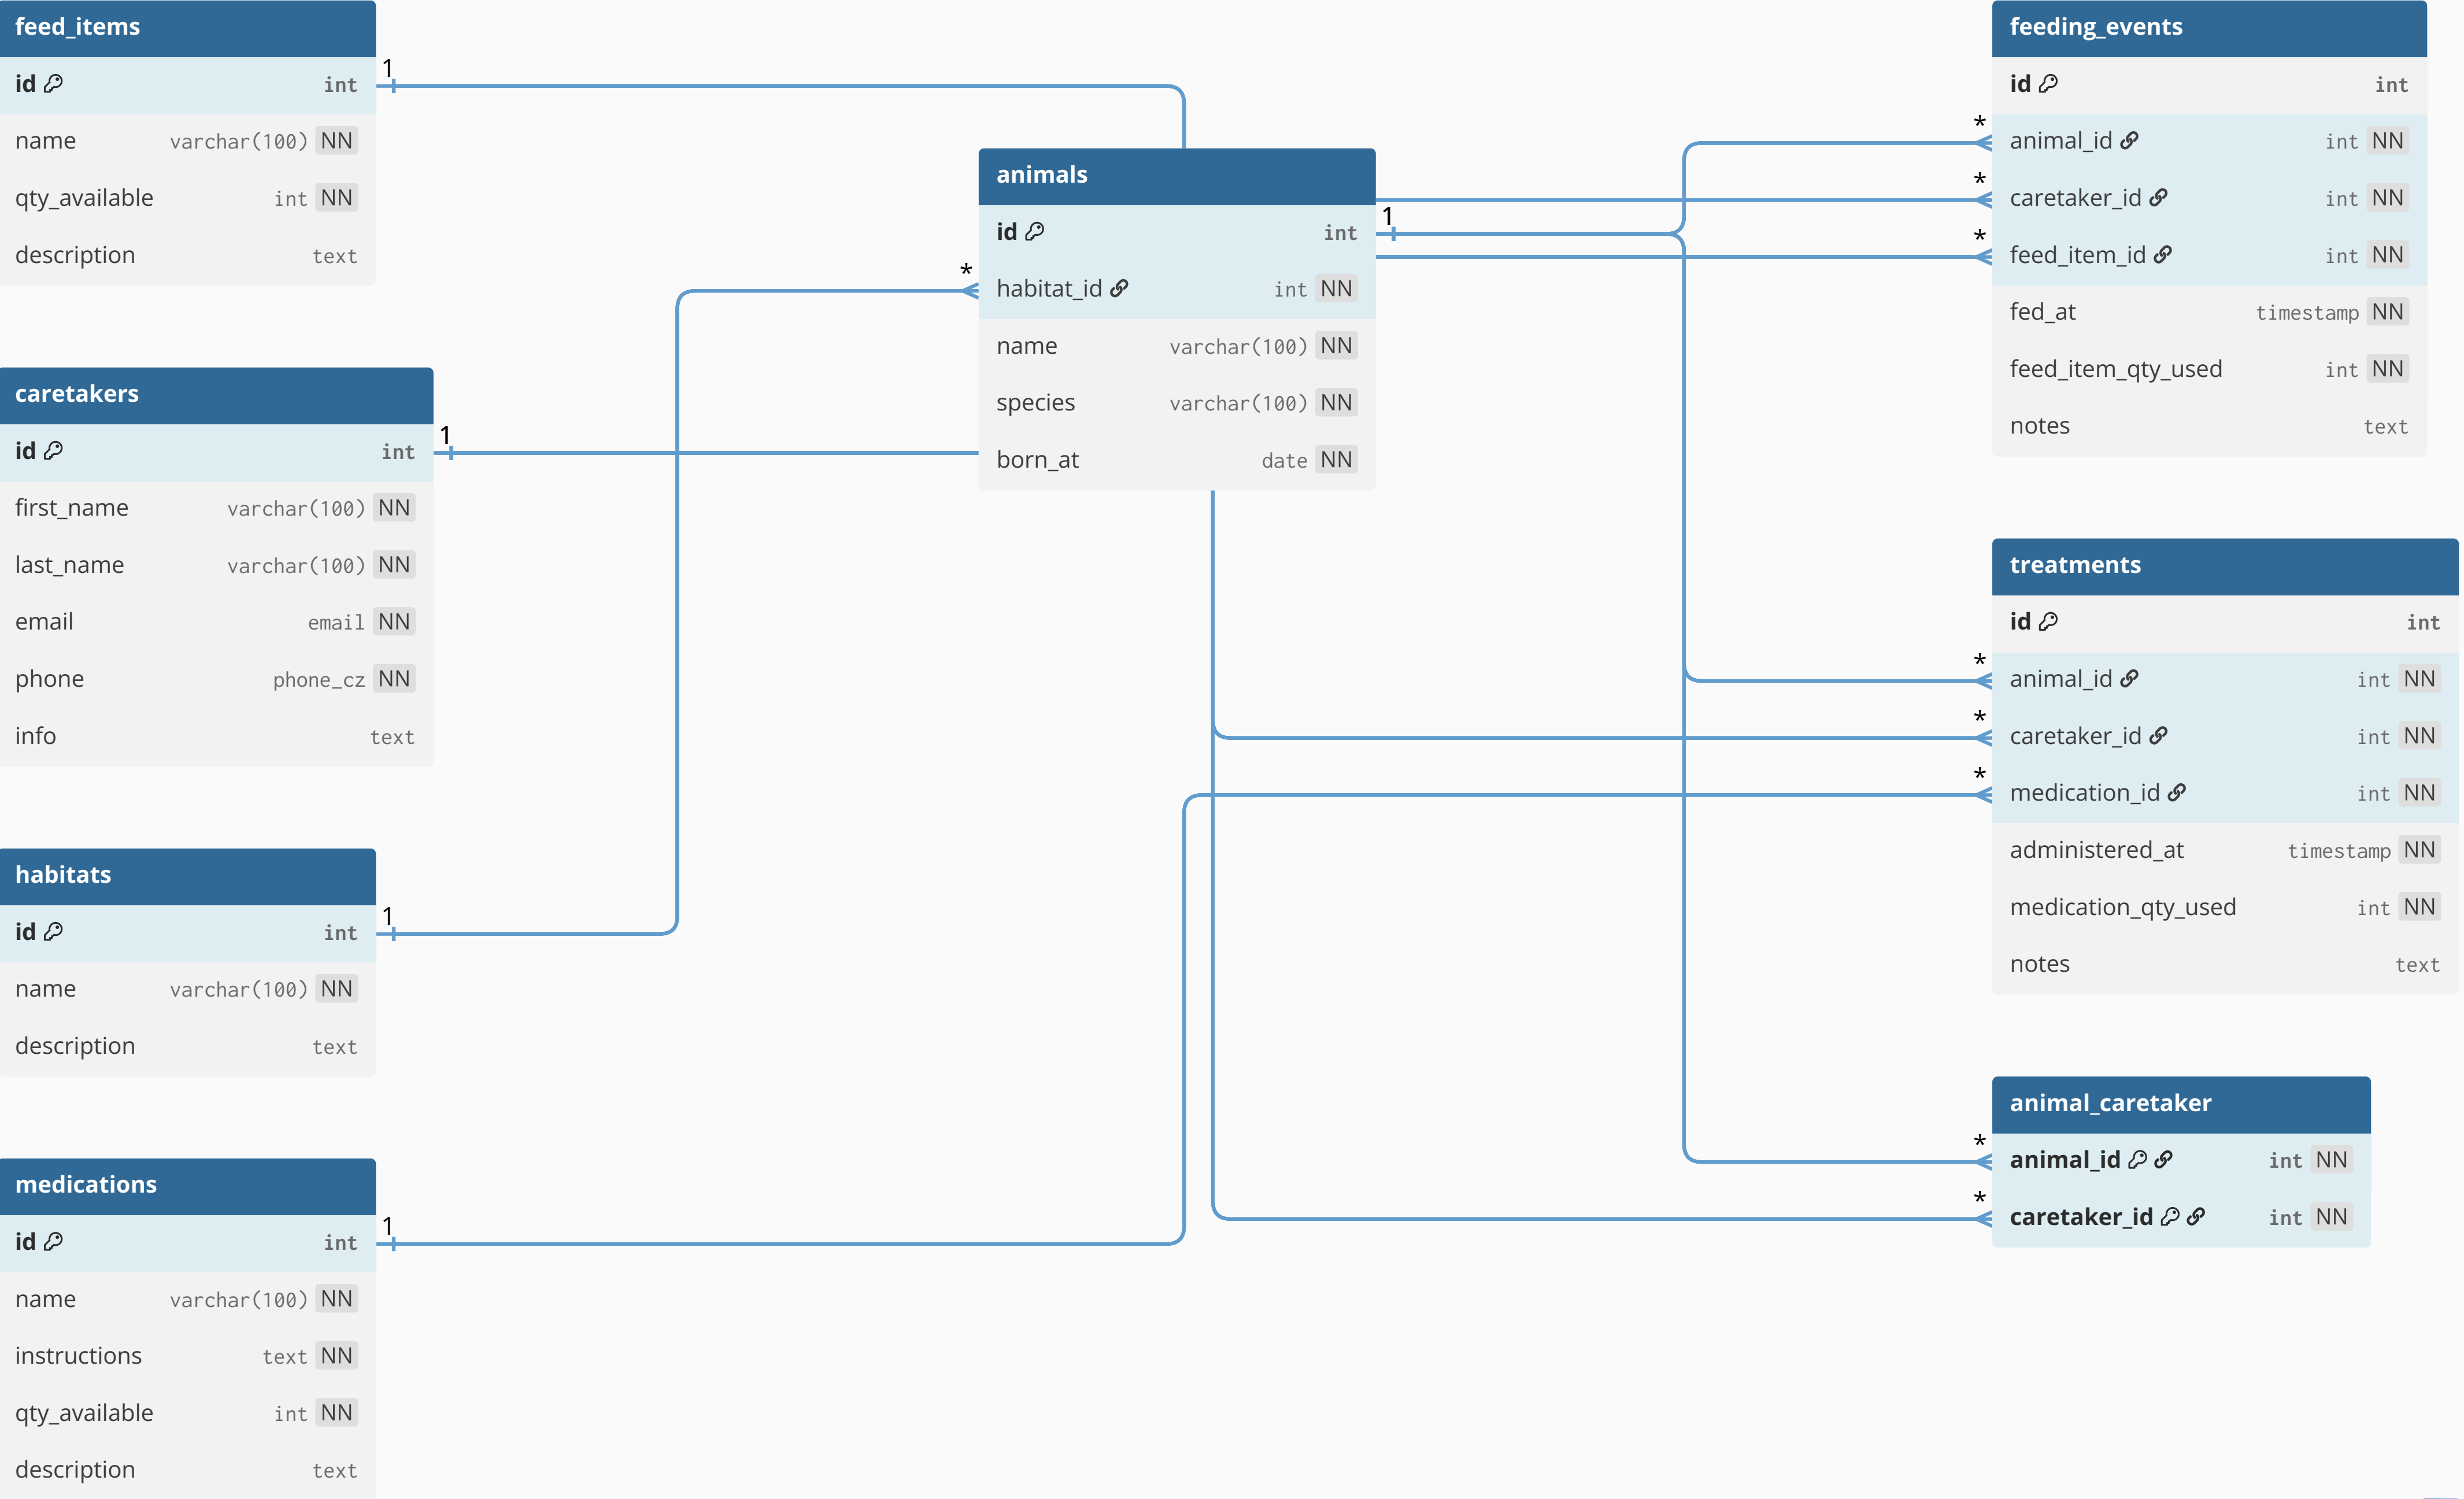 feed_items
id int
name varchar(100) NN
qty_available int NN
description text
1
caretakers
id int
first_name varchar(100) NN
last_name varchar(100) NN
email email NN
phone phone_cz NN
info text
1
habitats
id int
name varchar(100) NN
description text
1
medications
id int
name varchar(100) NN
instructions text NN
qty_available int NN
description text
1
animals
id int
habitat_id int NN
name varchar(100) NN
species varchar(100) NN
born_at date NN
*
1
feeding_events
id int
* animal_id int NN
* caretaker_id int NN
* feed_item_id int NN
fed_at timestamp NN
feed_item_qty_used int NN
notes text
treatments
id int
* animal_id int NN
* caretaker_id int NN
* medication_id int NN
administered_at timestamp NN
medication_qty_used int NN
notes text
animal_caretaker
* animal_id int NN
* caretaker_id int NN